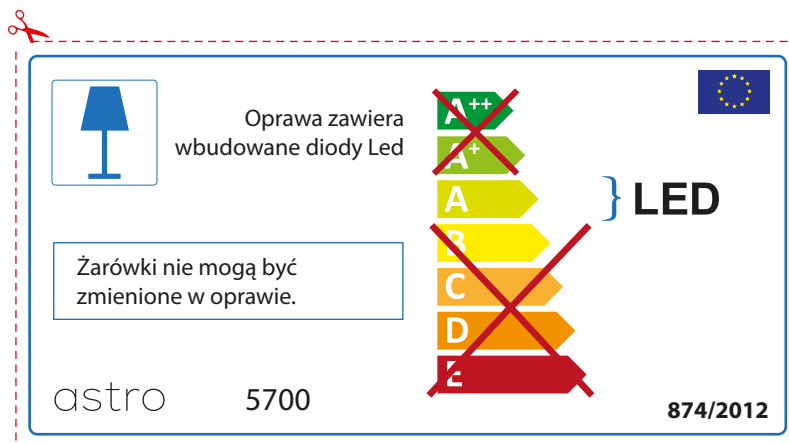 Oprawa zawiera
wbudowane diody Led
A++
A+
A
LED
B
Żarówki nie mogą być
zmienione w oprawie.
C
D
E
astro
5700
874/2012